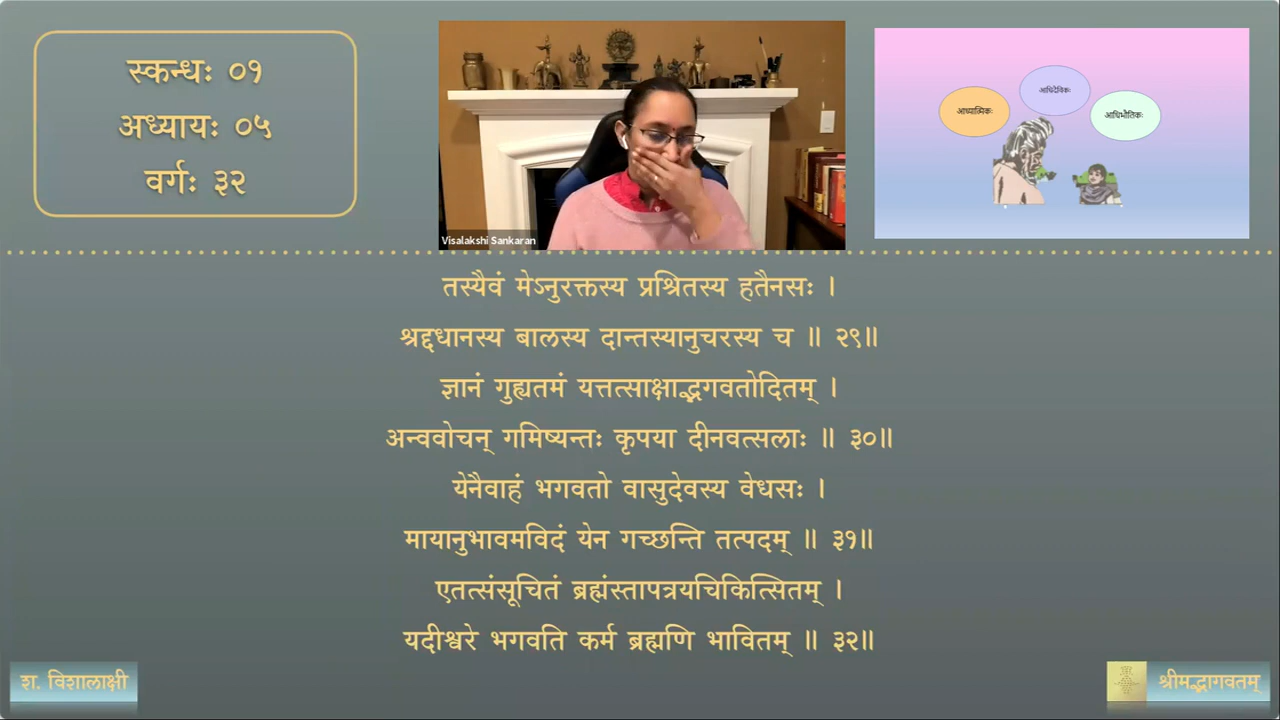 स्कन्धः ०१
अध्यायः ०५
वर्गः ३२
Visalakshi Sankaran
आध्यात्मिकः
आधिदैविकः
आधिभौतिकः
तस्यैवं मेऽनुरक्तस्य प्रश्रितस्य हतैनसः ।
श्रद्दधानस्य बालस्य दान्तस्यानुचरस्य च ॥ २९॥
ज्ञानं गुह्यतमं यत्तत्साक्षाद्भगवतोदितम् ।
अन्ववोचन् गमिष्यन्तः कृपया दीनवत्सलाः ॥ ३०॥
येनैवाहं भगवतो वासुदेवस्य वेधसः ।
मायानुभावमविदं येन गच्छन्ति तत्पदम् ॥ ३१॥
एतत्संसूचितं ब्रह्मंस्तापत्रयचिकित्सितम् ।
यदीश्वरे भगवति कर्म ब्रह्मणि भावितम् ॥ ३२॥
श. विशालाक्षी
श्रीमद्भागवतम्